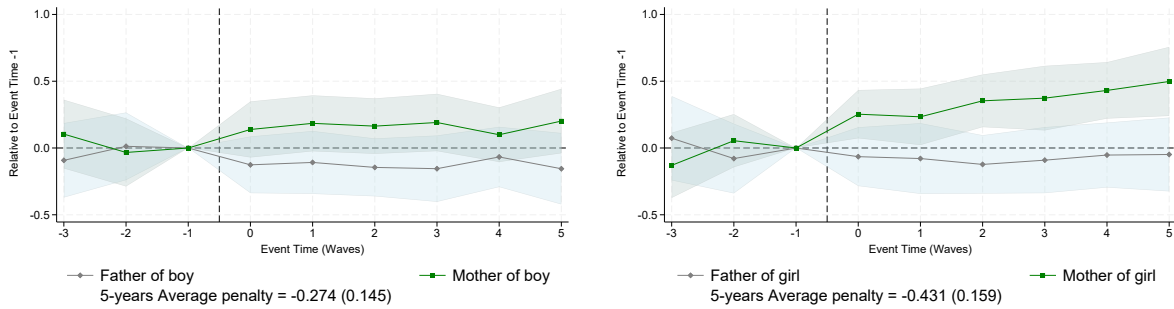 Relative to Event Time -1
1.0
0.5
0.0
-0.5
-3 -2 -1 0 1 2 3 4 5
Event Time (Waves)
Father of boy Mother of boy
5-years Average penalty = -0.274 (0.145)
Relative to Event Time -1
1.0
0.5
0.0
-0.5
-3 -2 -1 0 1 2 3 4 5
Event Time (Waves)
Father of girl Mother of girl
5-years Average penalty = -0.431 (0.159)